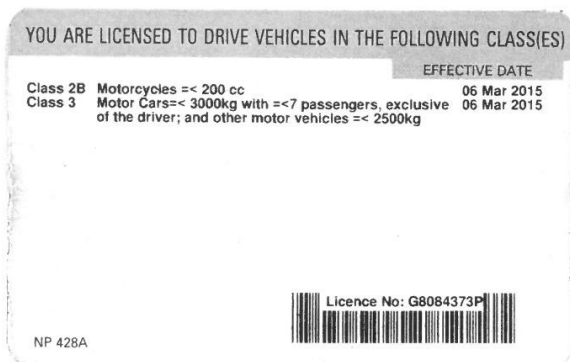 YOU ARE LICENSED TO DRIVE VEHICLES IN THE FOLLOWING CLASS(ES)
EFFECTIVE DATE
Class 2B Motorcycles =< 200 cc 06 Mar 2015
Class 3 Motor Cars=< 3000kg with =<7 passengers, exclusive 06 Mar 2015
of the driver; and other motor vehicles =< 2500kg
Licence No: G8084373P
NP 428A